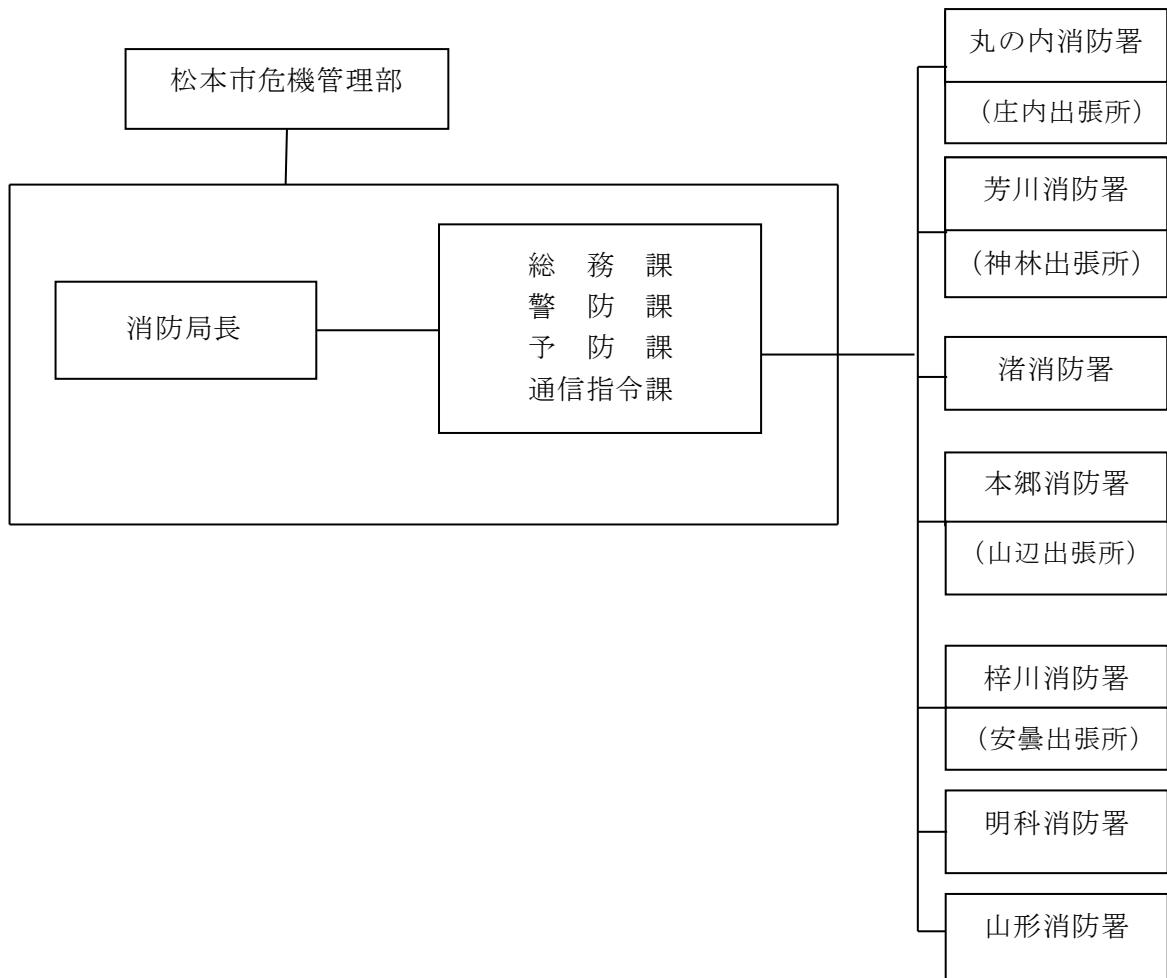 松本市危機管理部
消防局長
総　務　課
警　防　課
予　防　課
通信指令課
丸の内消防署
（庄内出張所）
芳川消防署
（神林出張所）
渚消防署
本郷消防署
（山辺出張所）
梓川消防署
（安曇出張所）
明科消防署
山形消防署